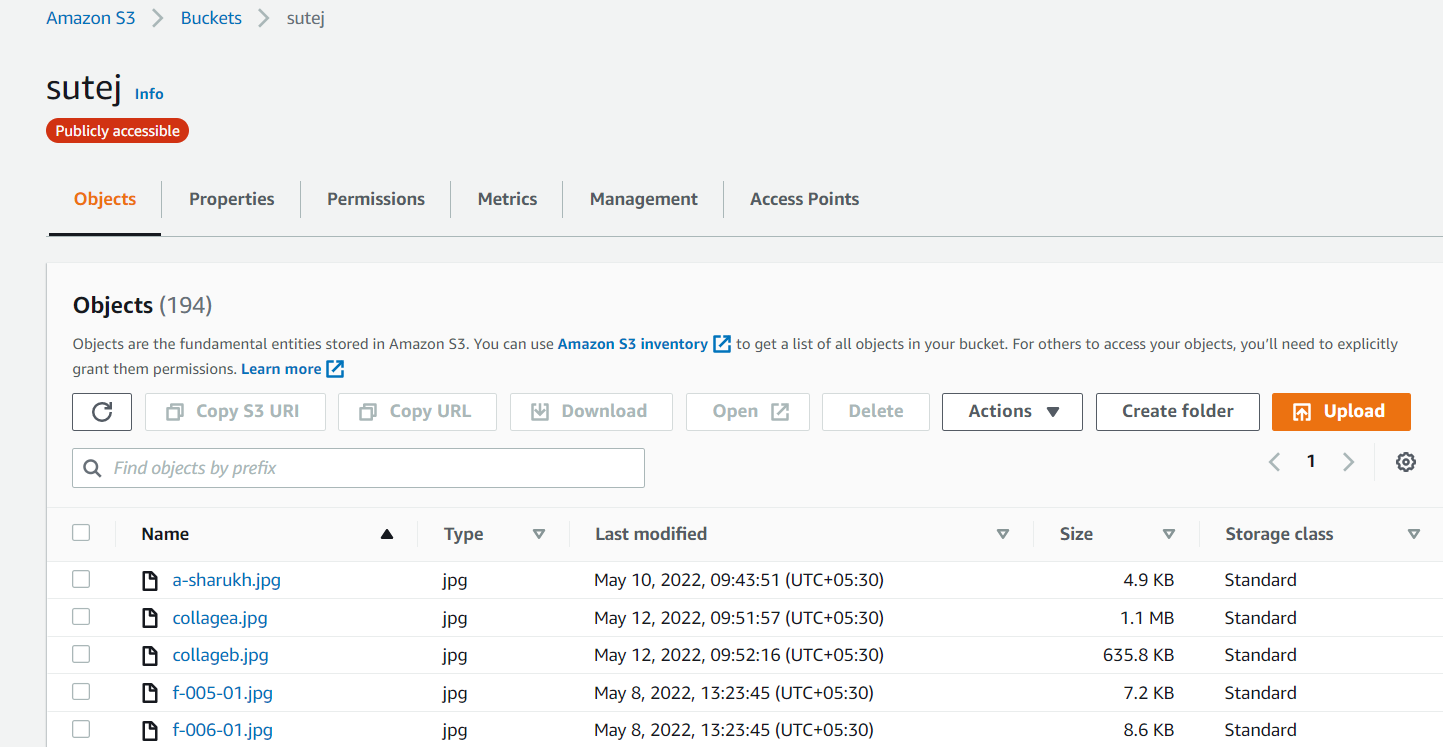 Amazon S3 > Buckets > sutej
sutej Info
Publicly accessible
Objects Properties Permissions Metrics Management Access Points
Objects (194)
Objects are the fundamental entities stored in Amazon S3. You can use Amazon S3 inventory to get a list of all objects in your bucket. For others to access your objects, you’ll need to explicitly
grant them permissions. Learn more
Copy S3 URI Copy URL Download Open Delete Actions Create folder Upload
Find objects by prefix 1
Name Type Last modified Size Storage class
a-sharukh.jpg jpg May 10, 2022, 09:43:51 (UTC+05:30) 4.9 KB Standard
collagea.jpg jpg May 12, 2022, 09:51:57 (UTC+05:30) 1.1 MB Standard
collageb.jpg jpg May 12, 2022, 09:52:16 (UTC+05:30) 635.8 KB Standard
f-005-01.jpg jpg May 8, 2022, 13:23:45 (UTC+05:30) 7.2 KB Standard
f-006-01.jpg jpg May 8, 2022, 13:23:45 (UTC+05:30) 8.6 KB Standard